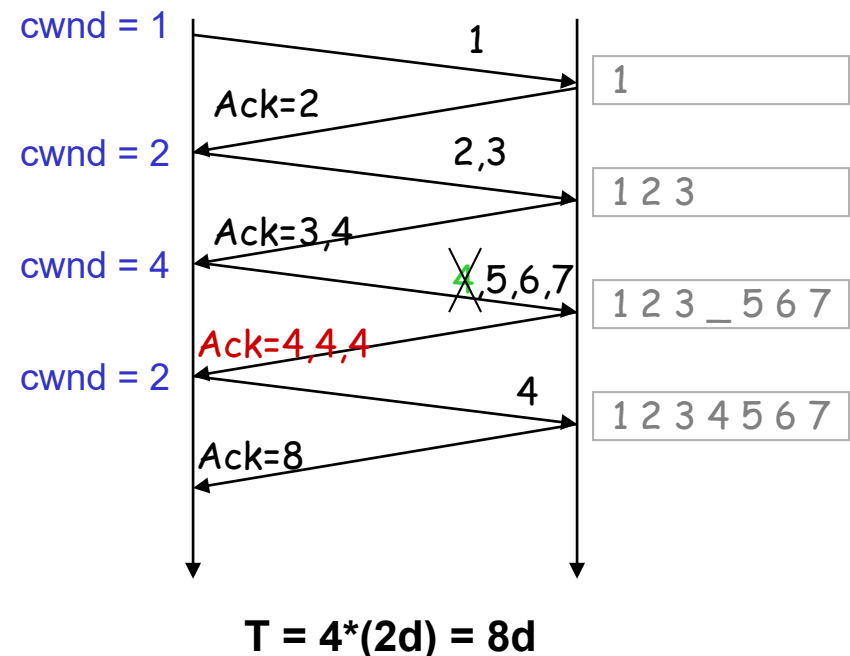 cwnd = 1
1
1
Ack=2
cwnd = 2
2,3
1 2 3
Ack=3,4
cwnd = 4
4,5,6,7
1 2 3 _ 5 6 7
Ack=4,4,4
cwnd = 2
4
1 2 3 4 5 6 7
Ack=8
T = 4*(2d) = 8d